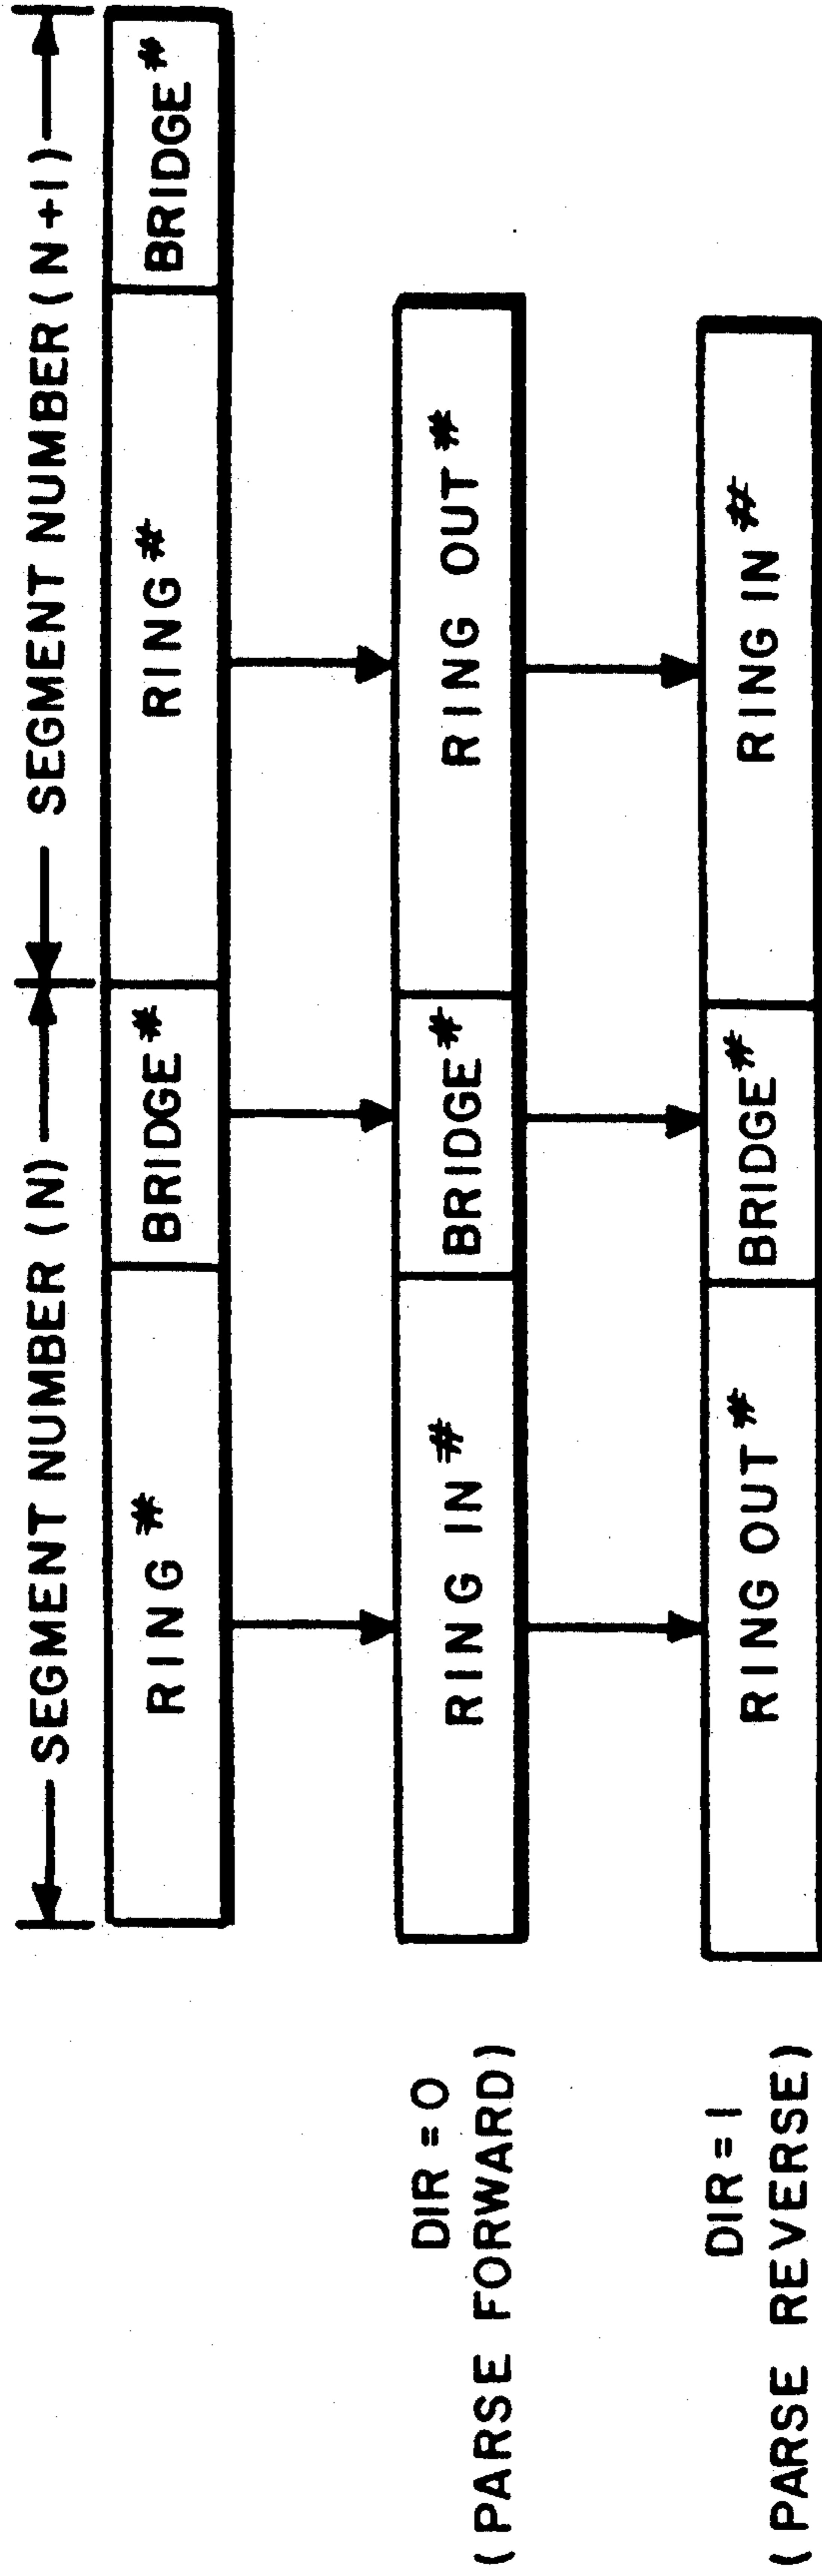 SEGMENT NUMBER (N)
SEGMENT NUMBER (N+1)
RING #
BRIDGE #
RING #
BRIDGE #
DIR = 0
(PARSE FORWARD)
RING IN #
BRIDGE #
RING OUT #
DIR = 1
(PARSE REVERSE)
RING OUT #
BRIDGE #
RING IN #